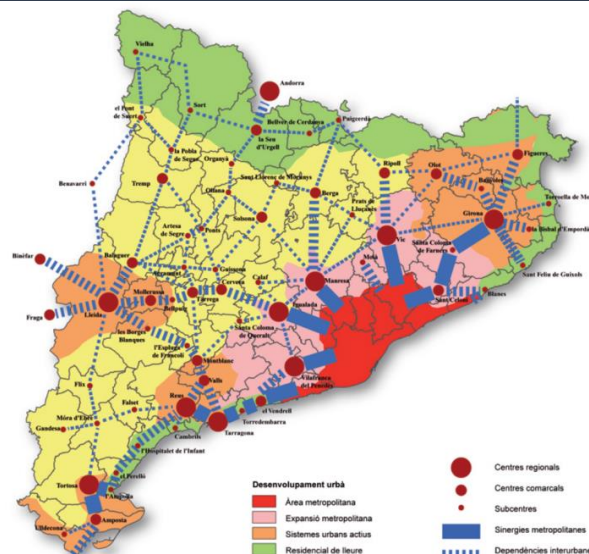 Vielha
Andorra
el Pont
de Suert
Sort
Bellver de Cerdanya
Puigcerdà
la Seu
d'Urgell
la Pobla
de Segur
Organyà
Ripoll
Olot
Figueres
Benavarri
Tremp
Oliana
Sant Llorenç de Morunys
Berga
Prats de
Lluçanès
Banyoles
Girona
la Bisbal d'Empordà
Artesa
de Segre
Ponts
Solsona
Vic
Santa Coloma
de Farners
Moià
Sant Feliu de Guíxols
Binéfar
Balaguer
Agramunt
Guissona
Calaf
Manresa
Cervera
Mollerussa
Bellpuig
Tàrrega
Igualada
Sant Celoni
Blanes
Fraga
Lleida
les Borges
Blanques
Santa Coloma
de Queralt
l'Espluga
de Francolí
Montblanc
Vilafranca
del Penedès
Valls
Flix
Falset
Reus
el Vendrell
Torredembarra
Móra d'Ebre
Gandesa
Cambrils
Tarragona
l'Hospitalet de l'Infant
el Perelló
Tortosa
l'Ampolla
Amposta
Ulldecona
Desenvolupament urbà
Àrea metropolitana
Expansió metropolitana
Sistemes urbans actius
Residencial de lleure
Centres regionals
Centres comarcals
Subcentres
Sinergies metropolitanes
Dependències interurbane